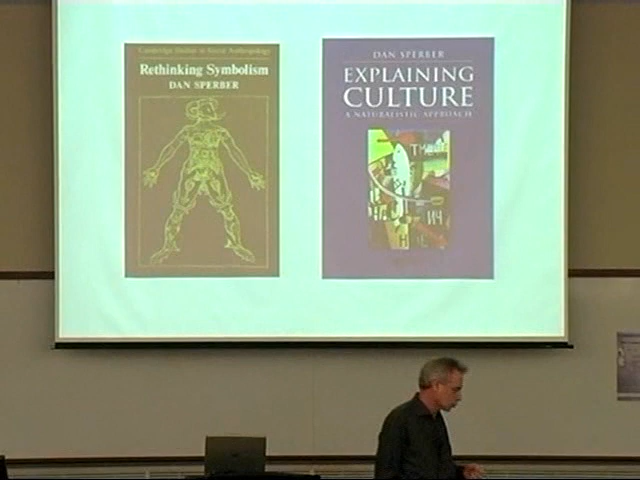 Cambridge Studies in Social Anthropology
Rethinking Symbolism
DAN SPERBER
DAN SPERBER
EXPLAINING
CULTURE
A NATURALISTIC APPROACH